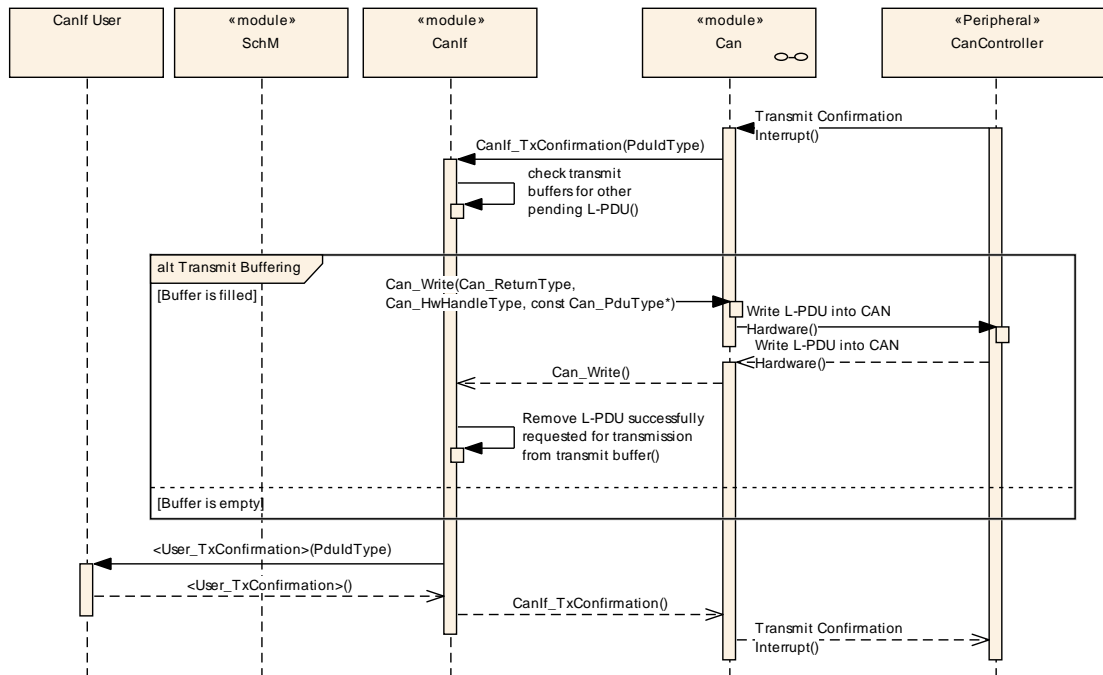 CanIf User
«module»
SchM
«module»
CanIf
«module»
Can
«Peripheral»
CanController
Transmit Confirmation
Interrupt()
CanIf_TxConfirmation(PduIdType)
check transmit
buffers for other
pending L-PDU()
alt Transmit Buffering
[Buffer is filled]
Can_Write(Can_ReturnType,
Can_HwHandleType, const Can_PduType*)
Write L-PDU into CAN
Hardware()
Write L-PDU into CAN
Hardware()
Can_Write()
Remove L-PDU successfully
requested for transmission
from transmit buffer()
[Buffer is empty]
<User_TxConfirmation>(PduIdType)
<User_TxConfirmation>()
CanIf_TxConfirmation()
Transmit Confirmation
Interrupt()